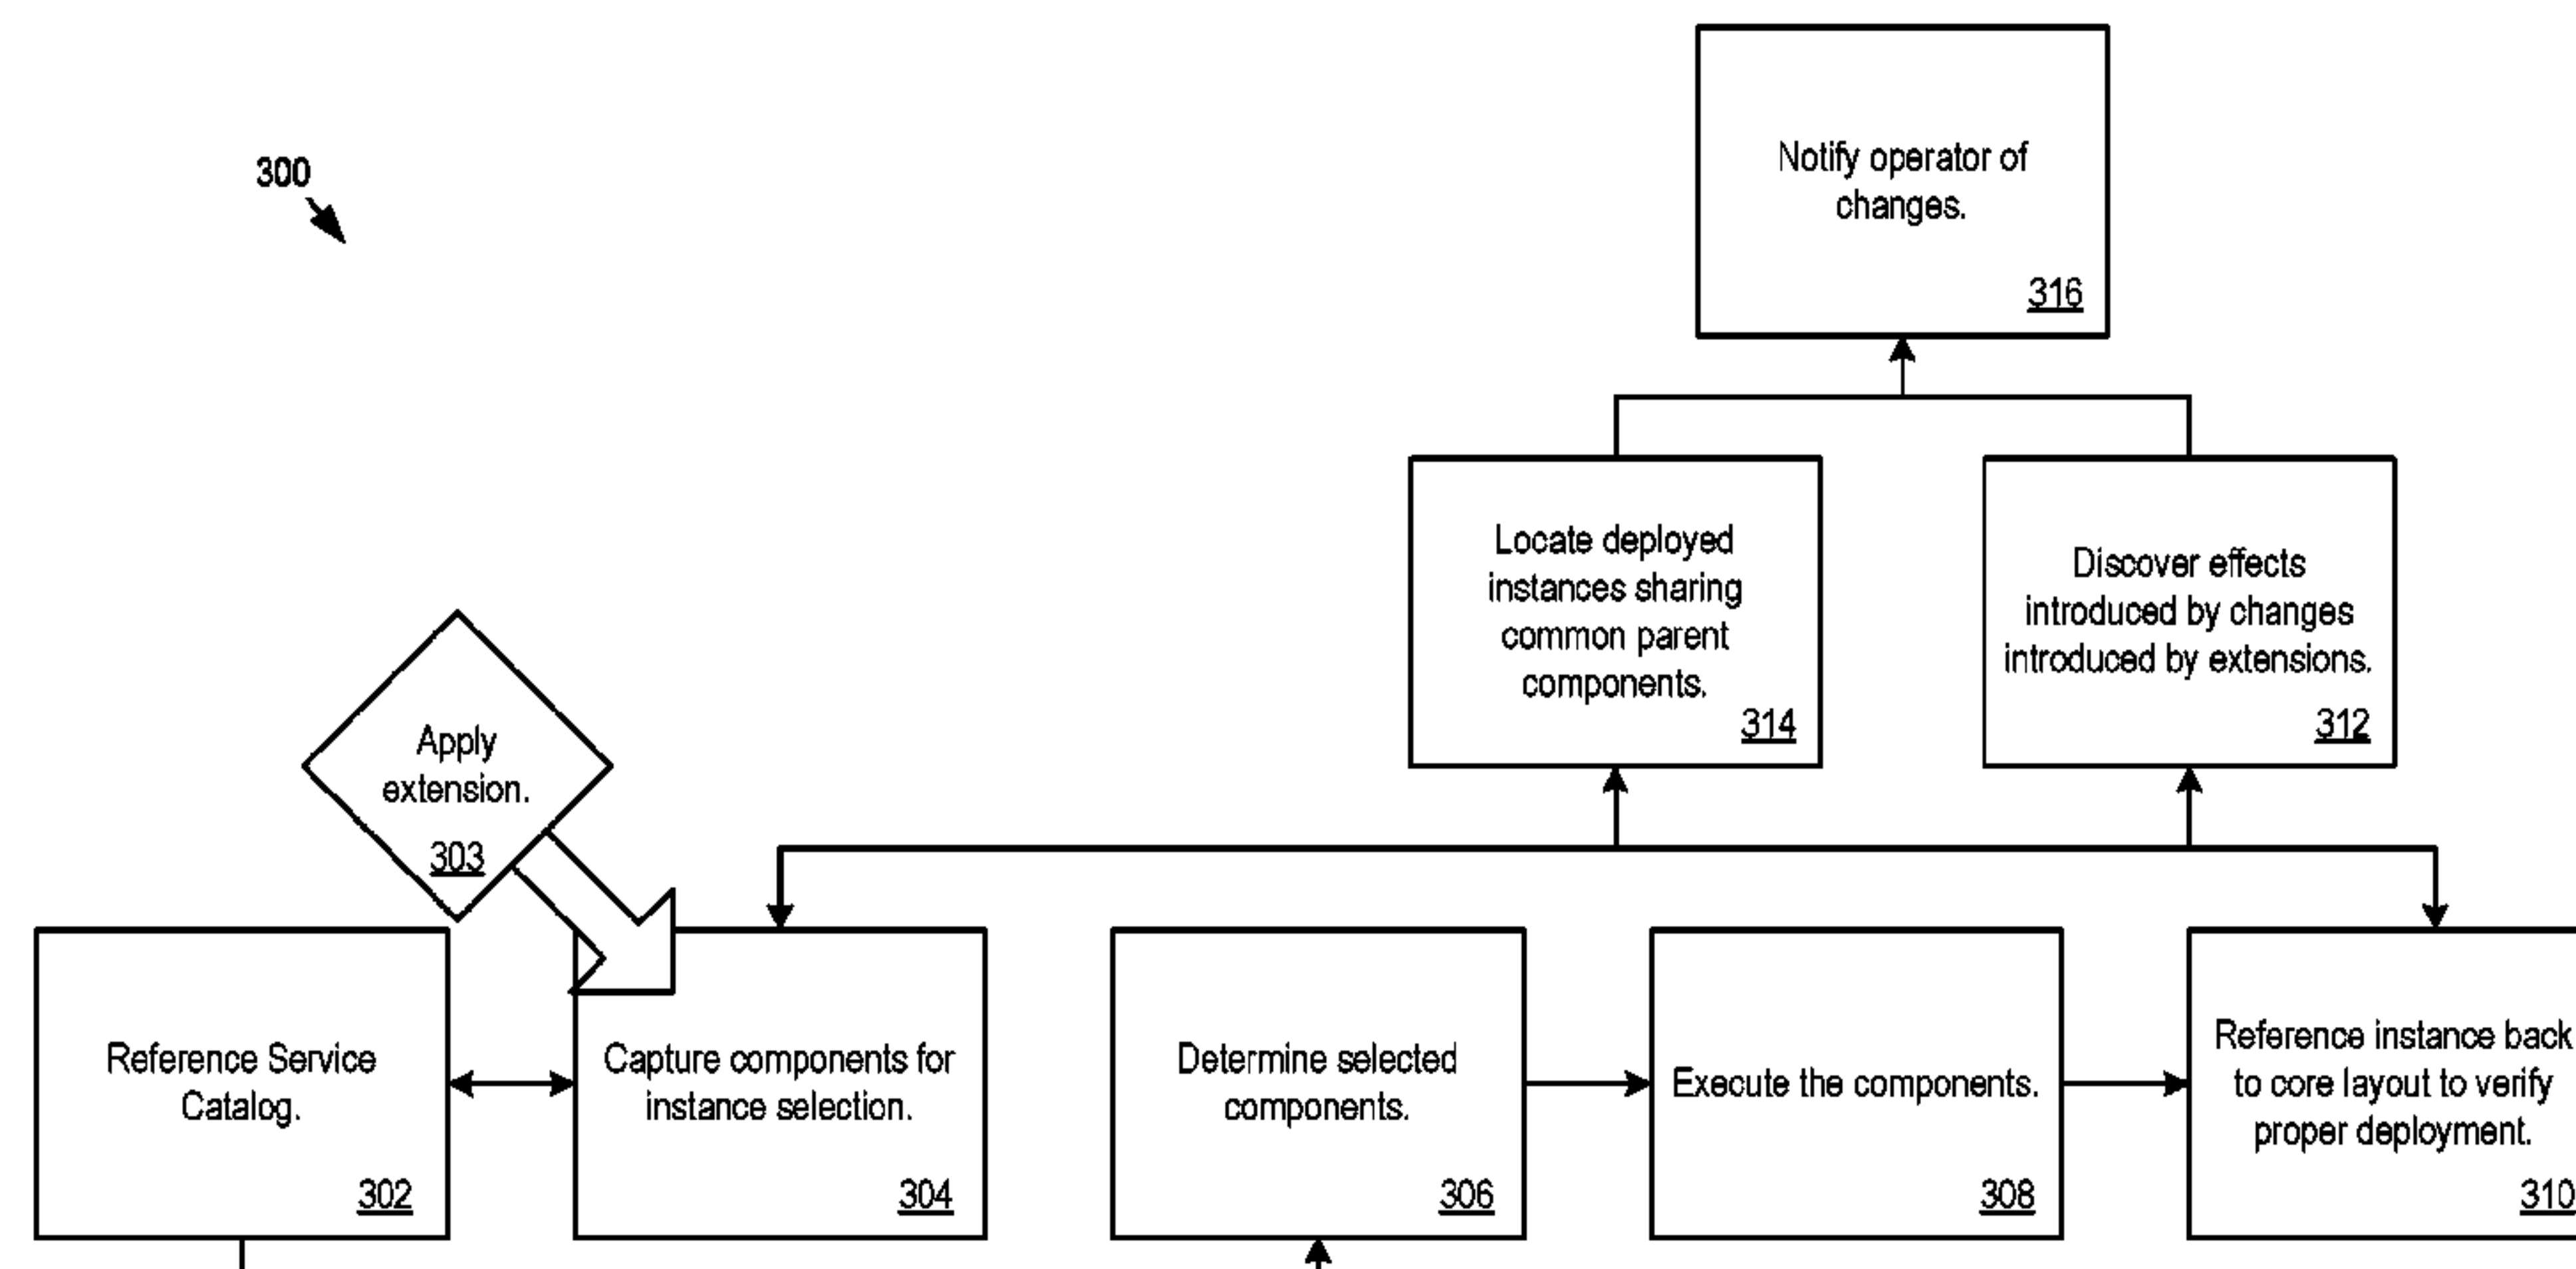 300
Notify operator of
changes.
316
Locate deployed
instances sharing
common parent
components.
314
Discover effects
introduced by changes
introduced by extensions.
312
Apply
extension.
303
Reference Service
Catalog.
302
Capture components for
instance selection.
304
Determine selected
components.
306
Execute the components.
308
Reference instance back
to core layout to verify
proper deployment.
310